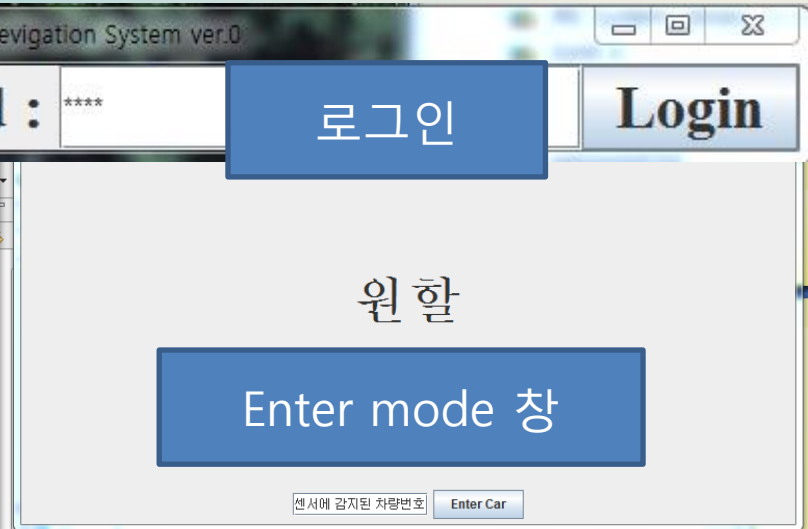 evigation System ver.0
: ****
로그인
Login
원 할
Enter mode 창
센서에 감지된 차량번호
Enter Car